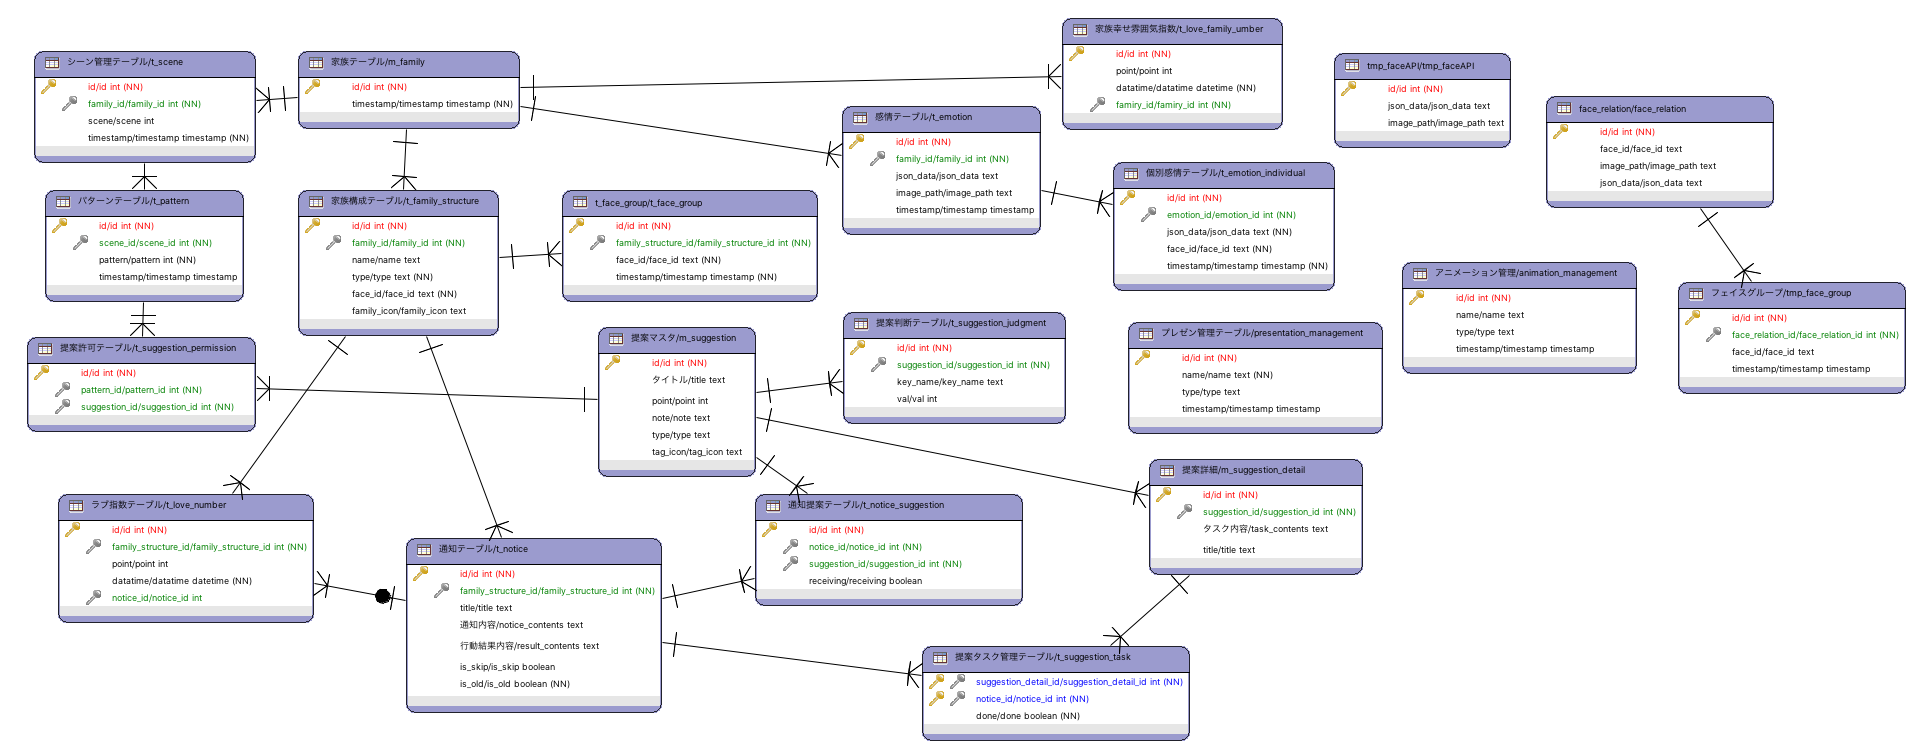 シーン管理テーブル/t_scene
id/id int (NN)
family_id/family_id int (NN)
scene/scene int
timestamp/timestamp timestamp (NN)
家族テーブル/m_family
id/id int (NN)
timestamp/timestamp timestamp (NN)
家族幸せ雰囲気指数/t_love_family_umber
id/id int (NN)
point/point int
datatime/datatime datetime (NN)
famiry_id/famiry_id int (NN)
tmp_faceAPI/tmp_faceAPI
id/id int (NN)
json_data/json_data text
image_path/image_path text
face_relation/face_relation
id/id int (NN)
face_id/face_id text
image_path/image_path text
json_data/json_data text
感情テーブル/t_emotion
id/id int (NN)
family_id/family_id int (NN)
json_data/json_data text
image_path/image_path text
timestamp/timestamp timestamp
個別感情テーブル/t_emotion_individual
id/id int (NN)
emotion_id/emotion_id int (NN)
json_data/json_data text (NN)
face_id/face_id text (NN)
timestamp/timestamp timestamp (NN)
パターンテーブル/t_pattern
id/id int (NN)
scene_id/scene_id int (NN)
pattern/pattern int (NN)
timestamp/timestamp timestamp
家族構成テーブル/t_family_structure
id/id int (NN)
family_id/family_id int (NN)
name/name text
type/type text (NN)
face_id/face_id text (NN)
family_icon/family_icon text
t_face_group/t_face_group
id/id int (NN)
family_structure_id/family_structure_id int (NN)
face_id/face_id text (NN)
timestamp/timestamp timestamp (NN)
アニメーション管理/animation_management
id/id int (NN)
name/name text
type/type text
timestamp/timestamp timestamp
フェイスグループ/tmp_face_group
id/id int (NN)
face_relation_id/face_relation_id int (NN)
face_id/face_id text
timestamp/timestamp timestamp
提案許可テーブル/t_suggestion_permission
id/id int (NN)
pattern_id/pattern_id int (NN)
suggestion_id/suggestion_id int (NN)
提案マスタ/m_suggestion
id/id int (NN)
タイトル/title text
point/point int
note/note text
type/type text
tag_icon/tag_icon text
提案判断テーブル/t_suggestion_judgment
id/id int (NN)
suggestion_id/suggestion_id int (NN)
key_name/key_name text
val/val int
プレゼン管理テーブル/presentation_management
id/id int (NN)
name/name text (NN)
type/type text
timestamp/timestamp timestamp
提案詳細/m_suggestion_detail
id/id int (NN)
suggestion_id/suggestion_id int (NN)
タスク内容/task_contents text
title/title text
ラブ指数テーブル/t_love_number
id/id int (NN)
family_structure_id/family_structure_id int (NN)
point/point int
datatime/datatime datetime (NN)
notice_id/notice_id int
通知テーブル/t_notice
id/id int (NN)
family_structure_id/family_structure_id int (NN)
title/title text
通知内容/notice_contents text
行動結果内容/result_contents text
is_skip/is_skip boolean
is_old/is_old boolean (NN)
通知提案テーブル/t_notice_suggestion
id/id int (NN)
notice_id/notice_id int (NN)
suggestion_id/suggestion_id int (NN)
receiving/receiving boolean
提案タスク管理テーブル/t_suggestion_task
suggestion_detail_id/suggestion_detail_id int (NN)
notice_id/notice_id int (NN)
done/done boolean (NN)